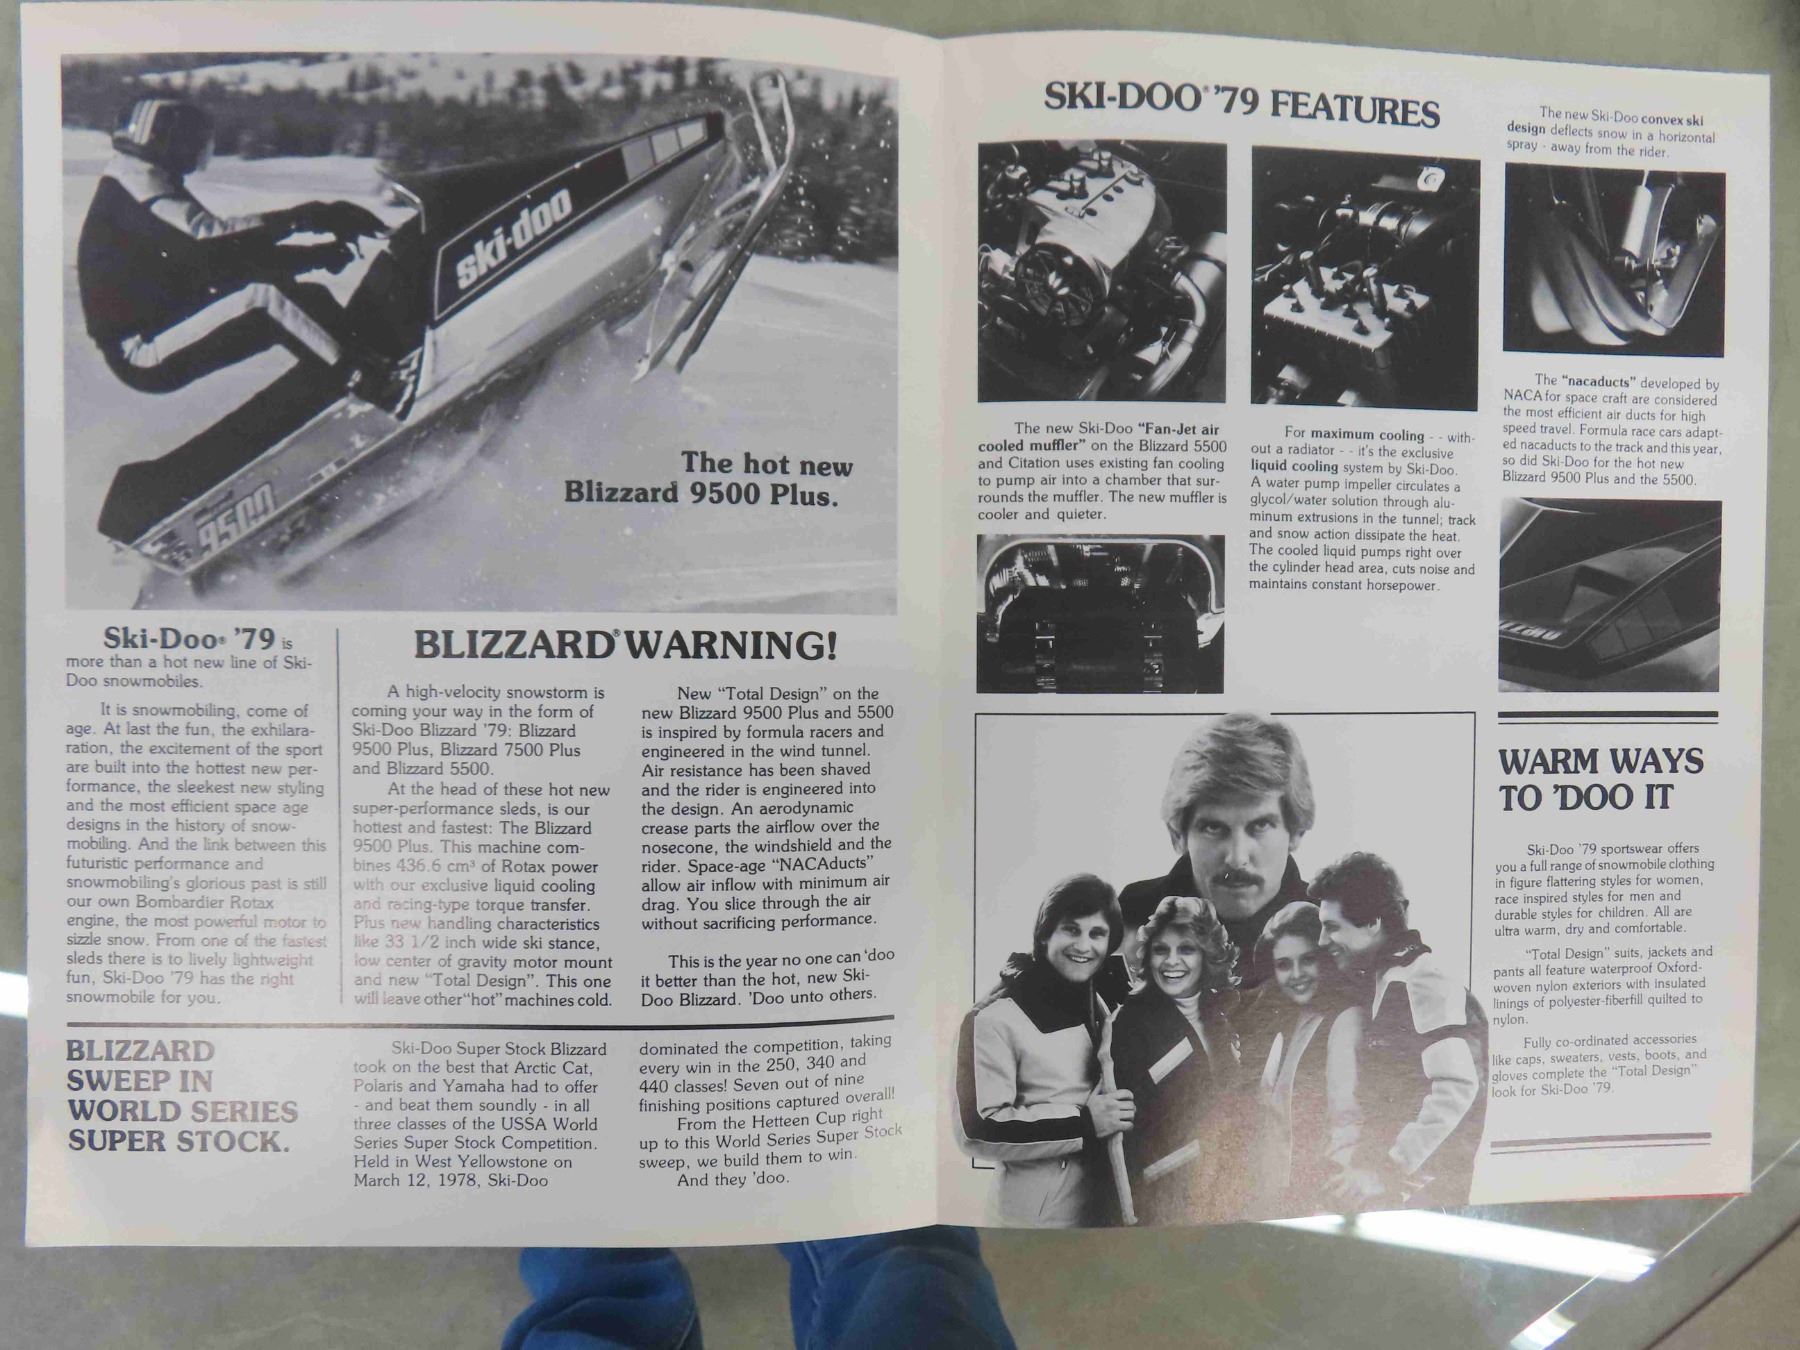 ski-doo
9500
The hot new
Blizzard 9500 Plus.
Ski-Doo® '79 is
more than a hot new line of Ski-
Doo snowmobiles.
It is snowmobiling, come of
age. At last the fun, the exhilara-
ration, the excitement of the sport
are built into the hottest new per-
formance, the sleekest new styling
and the most efficient space age
designs in the history of snow-
mobiling. And the link between this
futuristic performance and
snowmobiling's glorious past is still
our own Bombardier Rotax
engine, the most powerful motor to
sizzle snow. From one of the fastest
sleds there is to lively lightweight
fun, Ski-Doo '79 has the right
snowmobile for you.
BLIZZARD® WARNING!
A high-velocity snowstorm is
coming your way in the form of
Ski-Doo Blizzard '79: Blizzard
9500 Plus, Blizzard 7500 Plus
and Blizzard 5500.
At the head of these hot new
super-performance sleds, is our
hottest and fastest: The Blizzard
9500 Plus. This machine com-
bines 436.6 cm³ of Rotax power
with our exclusive liquid cooling
and racing-type torque transfer.
Plus new handling characteristics
like 33 1/2 inch wide ski stance,
low center of gravity motor mount
and new "Total Design". This one
will leave other "hot" machines cold.
New "Total Design" on the
new Blizzard 9500 Plus and 5500
is inspired by formula racers and
engineered in the wind tunnel.
Air resistance has been shaved
and the rider is engineered into
the design. An aerodynamic
crease parts the airflow over the
nosecone, the windshield and the
rider. Space-age "NACAducts"
allow air inflow with minimum air
drag. You slice through the air
without sacrificing performance.
This is the year no one can 'doo
it better than the hot, new Ski-
Doo Blizzard. 'Doo unto others.
BLIZZARD
SWEEP IN
WORLD SERIES
SUPER STOCK.
Ski-Doo Super Stock Blizzard
took on the best that Arctic Cat,
Polaris and Yamaha had to offer
- and beat them soundly - in all
three classes of the USSA World
Series Super Stock Competition.
Held in West Yellowstone on
March 12, 1978, Ski-Doo
dominated the competition, taking
every win in the 250, 340 and
440 classes! Seven out of nine
finishing positions captured overall!
From the Hetteen Cup right
up to this World Series Super Stock
sweep, we build them to win.
And they 'doo.
SKI-DOO® '79 FEATURES
The new Ski-Doo "Fan-Jet air
cooled muffler" on the Blizzard 5500
and Citation uses existing fan cooling
to pump air into a chamber that sur-
rounds the muffler. The new muffler is
cooler and quieter.
For maximum cooling - - with-
out a radiator - - it's the exclusive
liquid cooling system by Ski-Doo.
A water pump impeller circulates a
glycol/water solution through alu-
minum extrusions in the tunnel; track
and snow action dissipate the heat.
The cooled liquid pumps right over
the cylinder head area, cuts noise and
maintains constant horsepower.
The new Ski-Doo convex ski
design deflects snow in a horizontal
spray - away from the rider.
The "nacaducts" developed by
NACA for space craft are considered
the most efficient air ducts for high
speed travel. Formula race cars adapt-
ed nacaducts to the track and this year,
so did Ski-Doo for the hot new
Blizzard 9500 Plus and the 5500.
WARM WAYS
TO 'DOO IT
Ski-Doo '79 sportswear offers
you a full range of snowmobile clothing
in figure flattering styles for women,
race inspired styles for men and
durable styles for children. All are
ultra warm, dry and comfortable.
"Total Design" suits, jackets and
pants all feature waterproof Oxford-
woven nylon exteriors with insulated
linings of polyester-fiberfill quilted to
nylon.
Fully co-ordinated accessories
like caps, sweaters, vests, boots, and
gloves complete the "Total Design"
look for Ski-Doo '79.